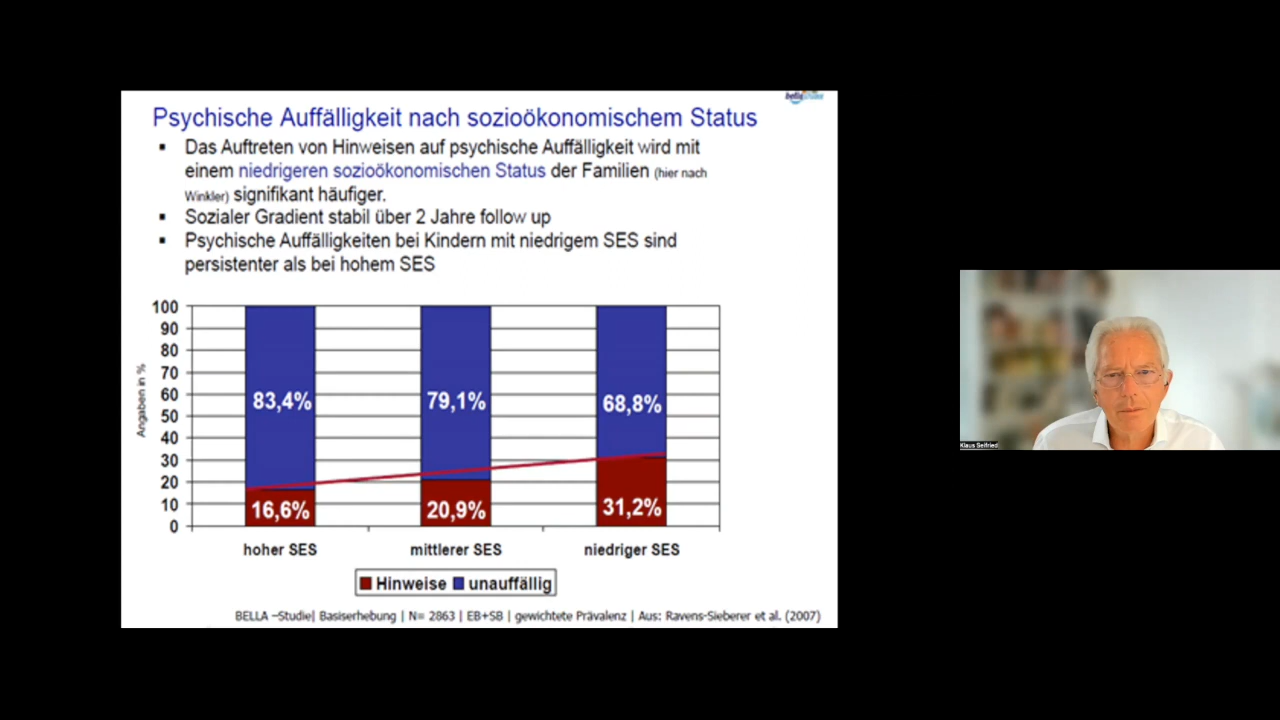 Psychische Auffälligkeit nach sozioökonomischem Status
▪ Das Auftreten von Hinweisen auf psychische Auffälligkeit wird mit
einem niedrigeren sozioökonomischen Status der Familien (hier nach
Winkler) signifikant häufiger.
▪ Sozialer Gradient stabil über 2 Jahre follow up
▪ Psychische Auffälligkeiten bei Kindern mit niedrigem SES sind
persistenter als bei hohem SES
Angaben in %
100
90
80
70
60
50
40
30
20
10
0
83,4% 79,1% 68,8%
16,6% 20,9% 31,2%
hoher SES mittlerer SES niedriger SES
Hinweise unauffällig
BELLA –Studie| Basiserhebung | N= 2863 | EB+SB | gewichtete Prävalenz | Aus: Ravens-Sieberer et al. (2007)
Klaus Seifried